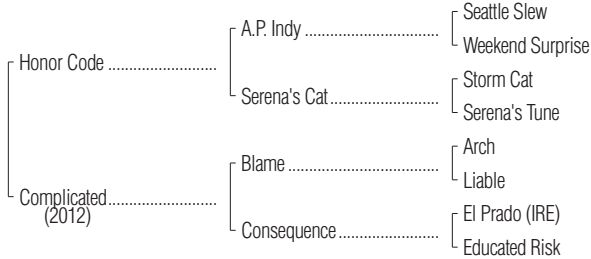 Seattle Slew
A.P. Indy ..............................
Weekend Surprise
Honor Code ........................
Storm Cat
Serena's Cat........................
Serena's Tune
Arch
Blame ..................................
Liable
Complicated........................
(2012)
El Prado (IRE)
Consequence ......................
Educated Risk